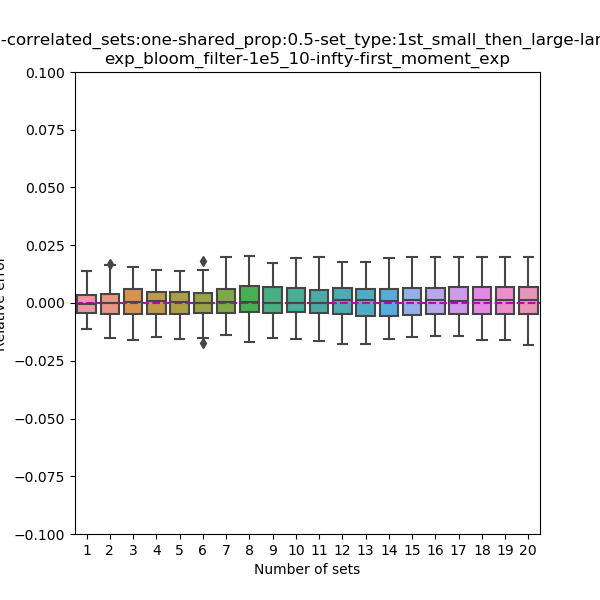 -correlated_sets:one-shared_prop:0.5-set_type:1st_small_then_large-lar
exp_bloom_filter-1e5_10-infty-first_moment_exp
0.100
0.075
0.050
0.025
0.000
−0.025
−0.050
−0.075
−0.100
1 2 3 4 5 6 7 8 9 10 11 12 13 14 15 16 17 18 19 20
Number of sets